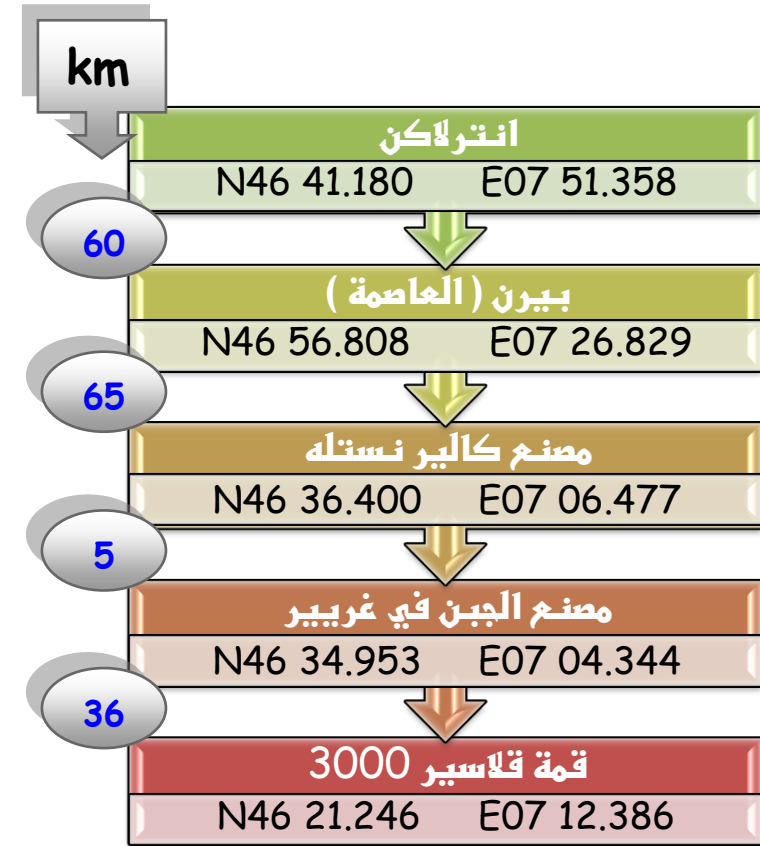 km
انترلاكن
N46 41.180 E07 51.358
60
بيرن ( العاصمة )
N46 56.808 E07 26.829
65
مصنع كالير نستله
N46 36.400 E07 06.477
5
مصنع الجبن في غريير
N46 34.953 E07 04.344
36
قمة قلاسير 3000
N46 21.246 E07 12.386